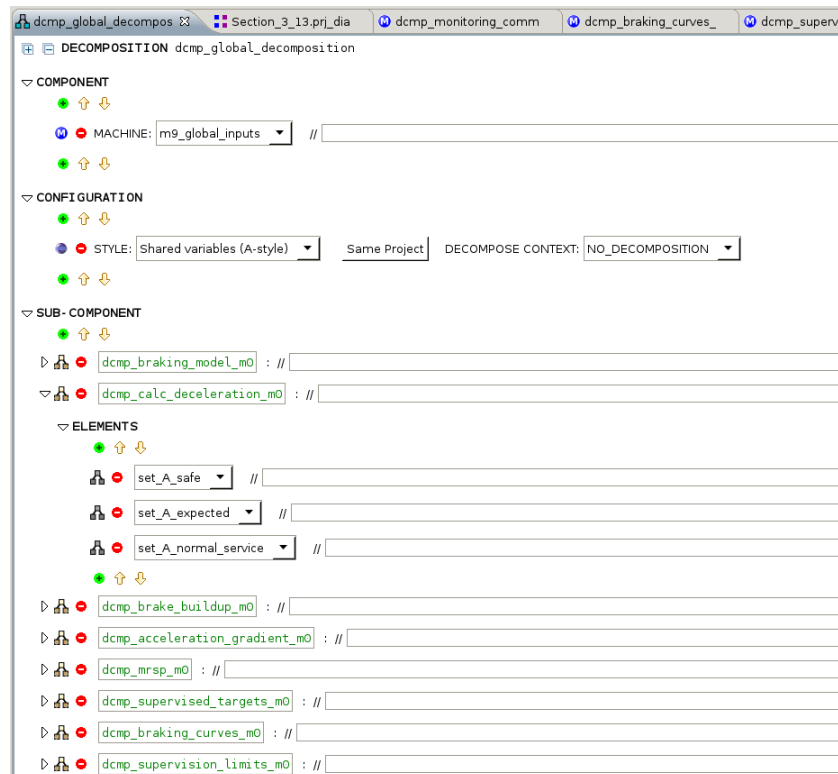 dcmp_global_decompos Section_3_13.prj_dia dcmp_monitoring_comm dcmp_braking_curves_ dcmp_superv
DECOMPOSITION dcmp_global_decomposition
COMPONENT
MACHINE: m9_global_inputs //
CONFIGURATION
STYLE: Shared variables (A-style) Same Project DECOMPOSE CONTEXT: NO_DECOMPOSITION
SUB-COMPONENT
dcmp_braking_model_m0 : //
dcmp_calc_deceleration_m0 : //
ELEMENTS
set_A_safe //
set_A_expected //
set_A_normal_service //
dcmp_brake_buildup_m0 : //
dcmp_acceleration_gradient_m0 : //
dcmp_mrsp_m0 : //
dcmp_supervised_targets_m0 : //
dcmp_braking_curves_m0 : //
dcmp_supervision_limits_m0 : //